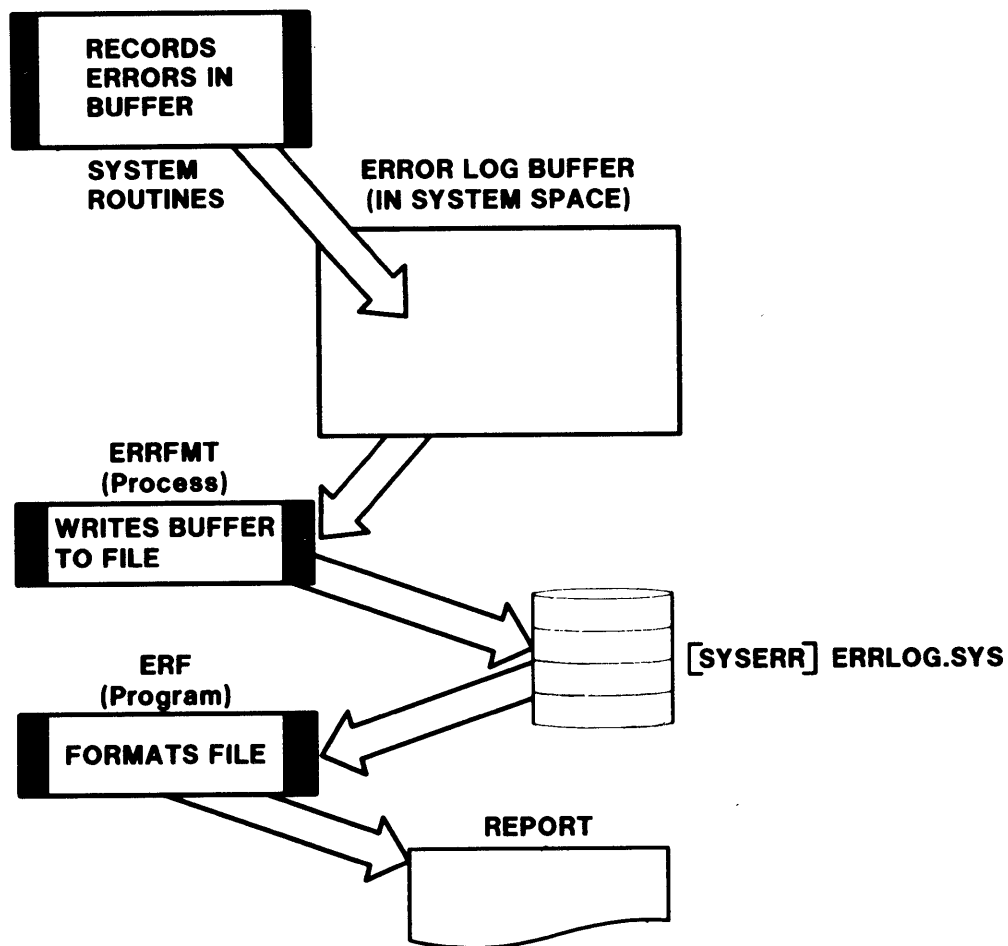 RECORDS
ERRORS IN
BUFFER
SYSTEM
ROUTINES
ERROR LOG BUFFER
(IN SYSTEM SPACE)
ERRFMT
(Process)
WRITES BUFFER
TO FILE
[SYSERR] ERRLOG.SYS
ERF
(Program)
FORMATS FILE
REPORT